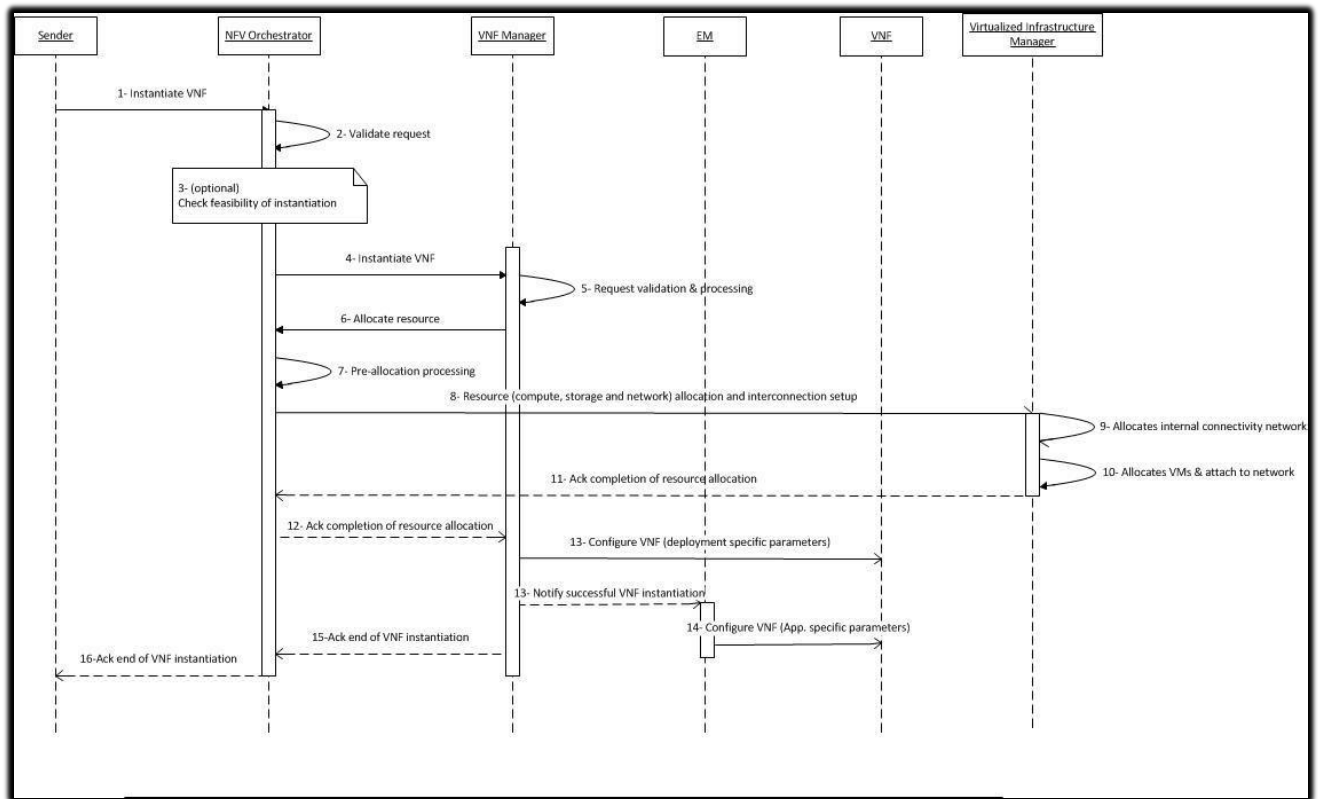 Sender
NFV Orchestrator
VNF Manager
EM
VNF
Virtualized Infrastructure
Manager
1- Instantiate VNF
2- Validate request
3- (optional)
Check feasibility of instantiation
4- Instantiate VNF
5- Request validation & processing
6- Allocate resource
7- Pre-allocation processing
8- Resource (compute, storage and network) allocation and interconnection setup
9- Allocates internal connectivity network
10- Allocates VMs & attach to network
11- Ack completion of resource allocation
12- Ack completion of resource allocation
13- Configure VNF (deployment specific parameters)
13- Notify successful VNF instantiation
14- Configure VNF (App. specific parameters)
15-Ack end of VNF instantiation
16-Ack end of VNF instantiation